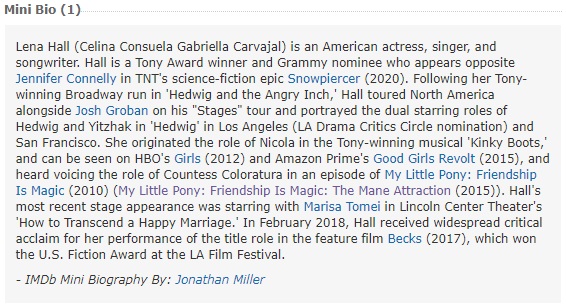 Mini Bio (1)
Lena Hall (Celina Consuela Gabriella Carvajal) is an American actress, singer, and
songwriter. Hall is a Tony Award winner and Grammy nominee who appears opposite
Jennifer Connelly in TNT's science-fiction epic Snowpiercer (2020). Following her Tony-
winning Broadway run in 'Hedwig and the Angry Inch,' Hall toured North America
alongside Josh Groban on his "Stages" tour and portrayed the dual starring roles of
Hedwig and Yitzhak in 'Hedwig' in Los Angeles (LA Drama Critics Circle nomination) and
San Francisco. She originated the role of Nicola in the Tony-winning musical 'Kinky Boots,'
and can be seen on HBO's Girls (2012) and Amazon Prime's Good Girls Revolt (2015), and
heard voicing the role of Countess Coloratura in an episode of My Little Pony: Friendship
Is Magic (2010) (My Little Pony: Friendship Is Magic: The Mane Attraction (2015)). Hall's
most recent stage appearance was starring with Marisa Tomei in Lincoln Center Theater's
'How to Transcend a Happy Marriage.' In February 2018, Hall received widespread critical
acclaim for her performance of the title role in the feature film Becks (2017), which won
the U.S. Fiction Award at the LA Film Festival.
- IMDb Mini Biography By: Jonathan Miller